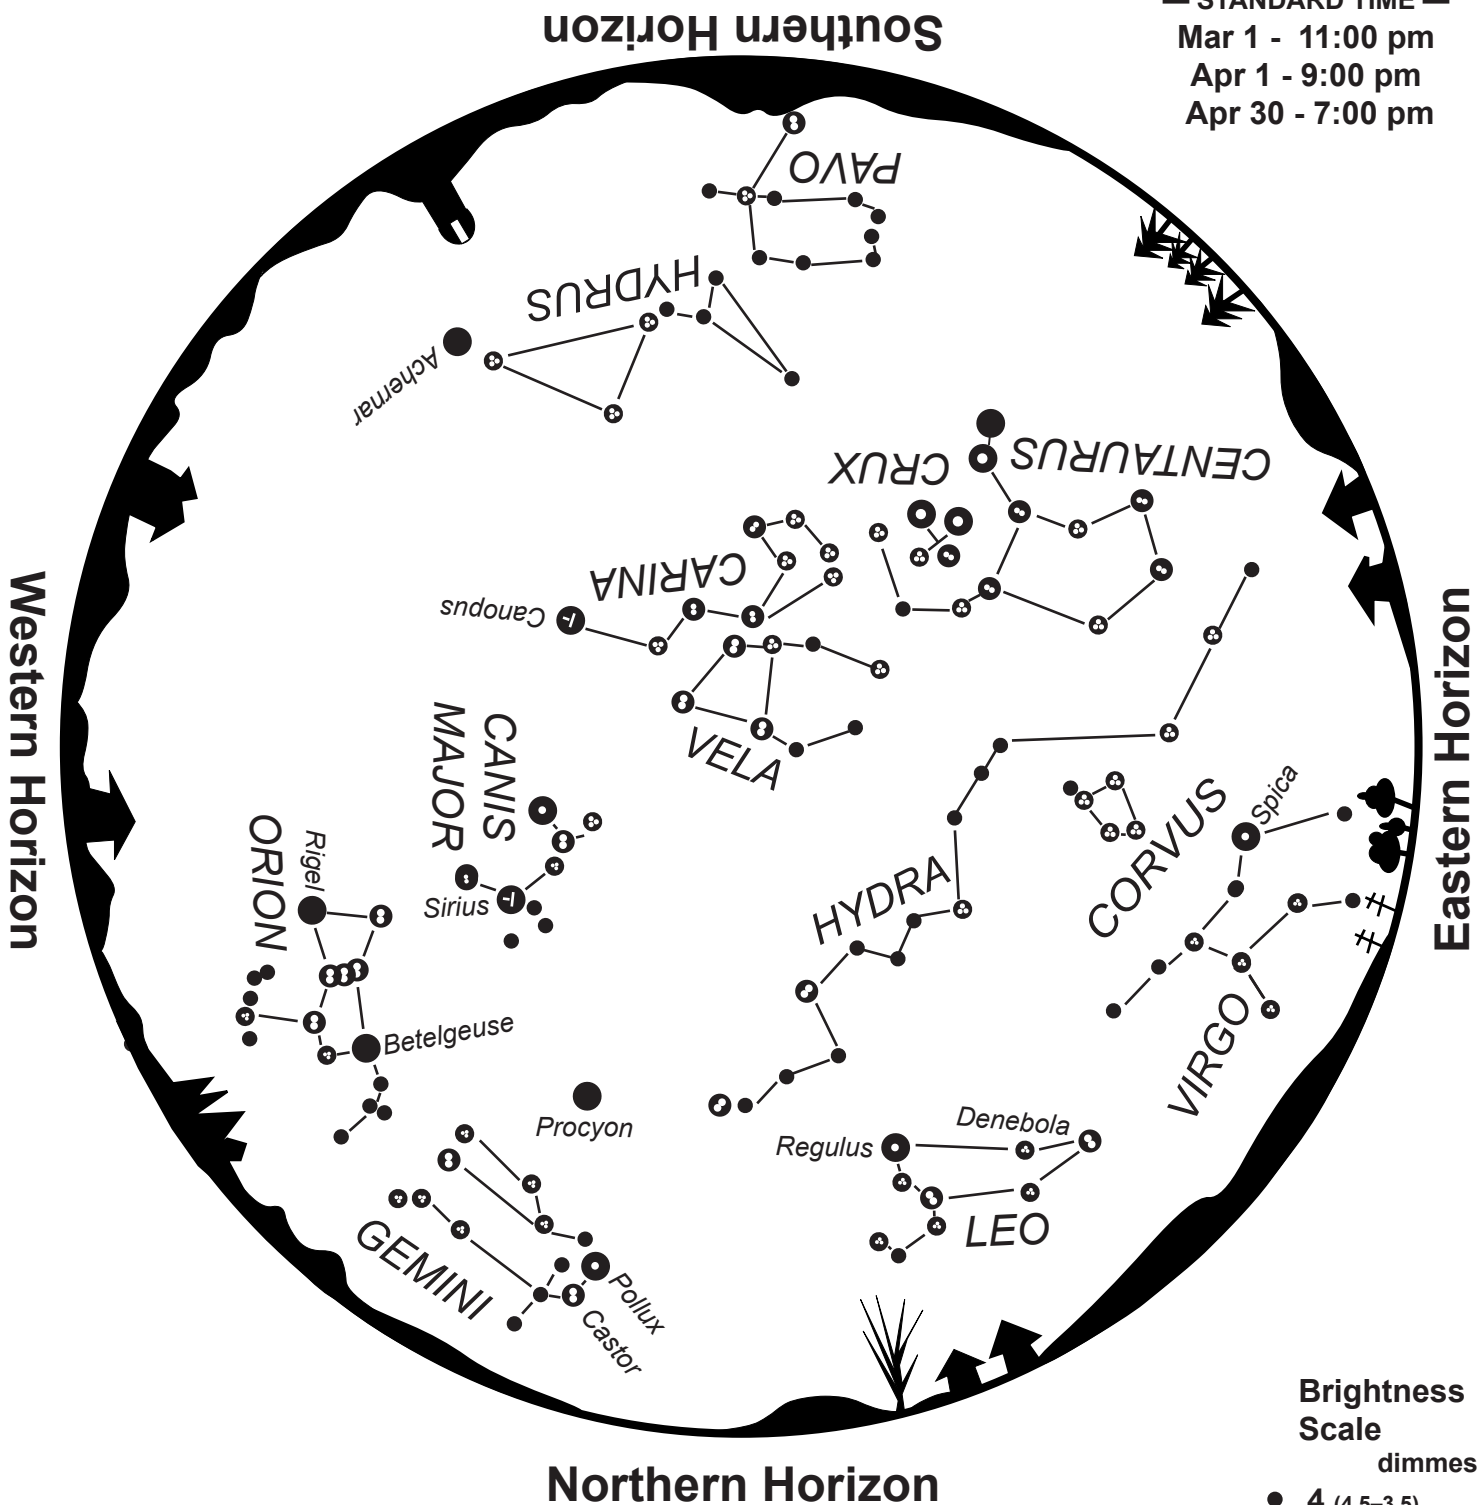 — STANDARD TIME —
Mar 1 - 11:00 pm
Apr 1 - 9:00 pm
Apr 30 - 7:00 pm
Southern Horizon
PAVO
HYDRUS
Achernar
CENTAURUS
CRUX
CARINA
Canopus
Western Horizon
Eastern Horizon
VELA
CANIS
MAJOR
Sirius
ORION
Rigel
Betelgeuse
HYDRA
CORVUS
Spica
VIRGO
Procyon
Denebola
Regulus
LEO
GEMINI
Pollux
Castor
Northern Horizon
Brightness
Scale
dimmes
4 (4.5–3.5)